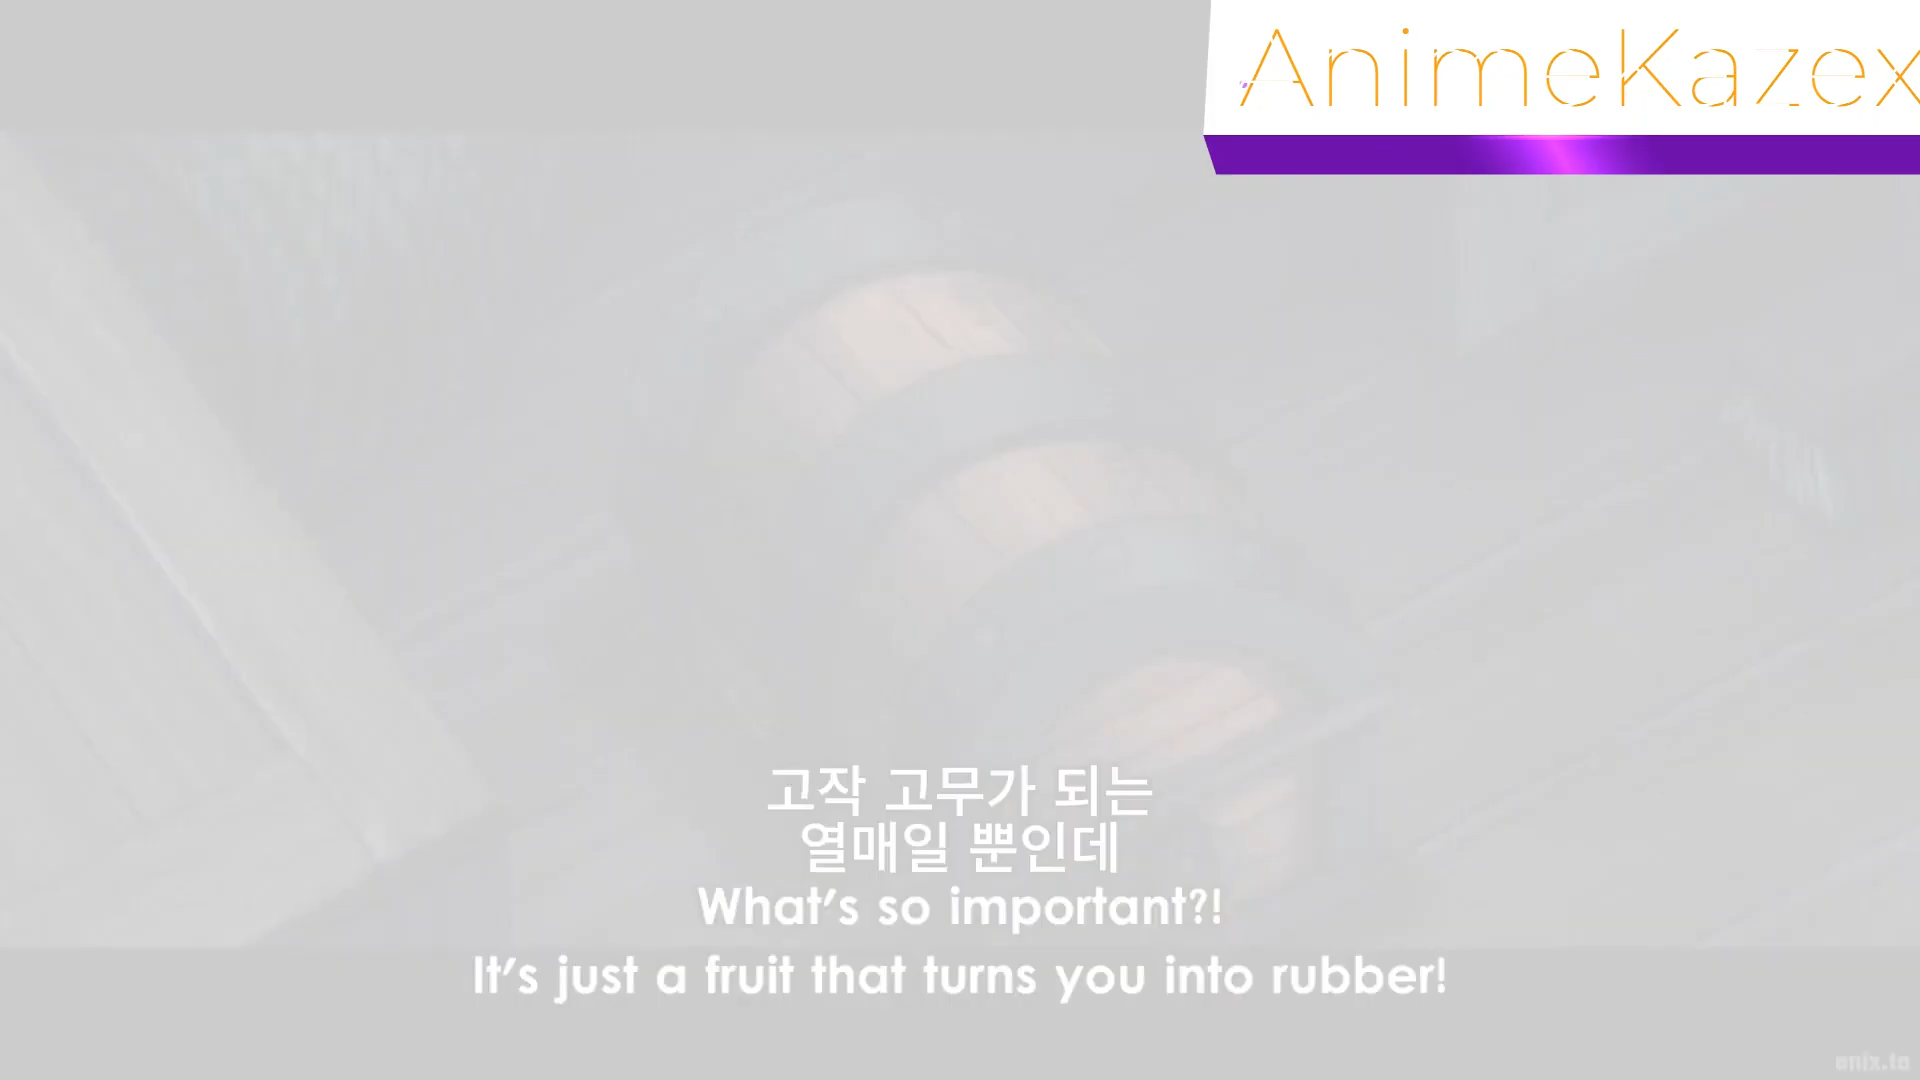 AnimeKazex
고작 고무가 되는
열매일 뿐인데
What's so important?!
It's just a fruit that turns you into rubber!
onix.to